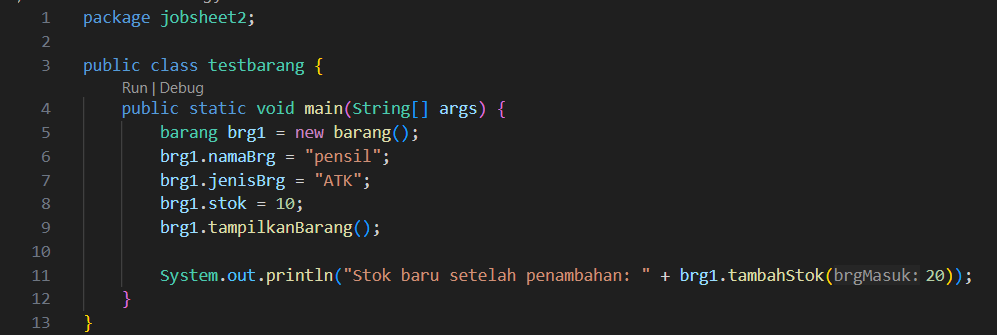 1 package jobsheet2;
2
3 public class testbarang {
Run | Debug
4 public static void main(String[] args) {
5 barang brg1 = new barang();
6 brg1.namaBrg = "pensil";
7 brg1.jenisBrg = "ATK";
8 brg1.stok = 10;
9 brg1.tampilkanBarang();
10
11 System.out.println("Stok baru setelah penambahan: " + brg1.tambahStok(brgMasuk: 20));
12 }
13 }